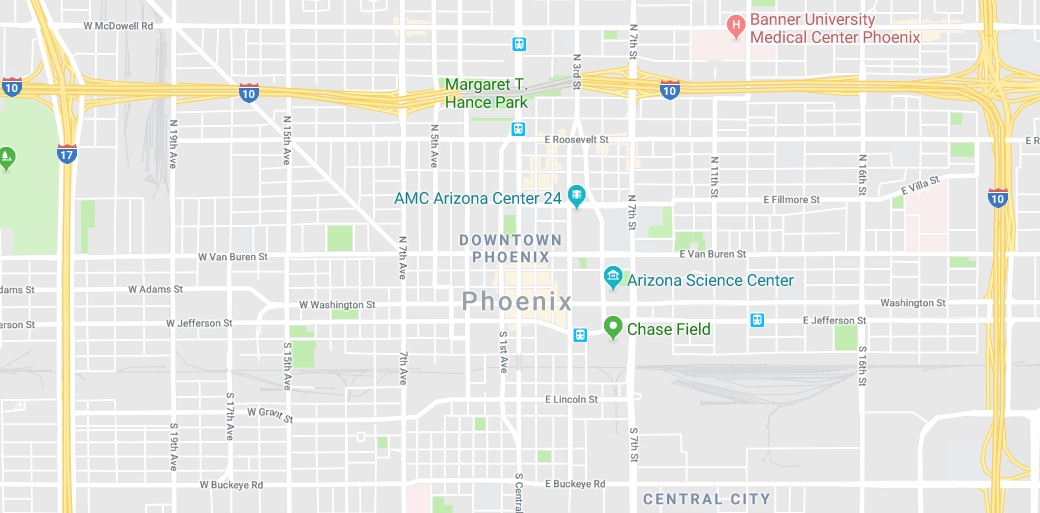 W McDowell Rd
N 7th St
Banner University
Medical Center Phoenix
H
N 3rd St
Margaret T.
Hance Park
10
10
10
N 19th Ave
N 15th Ave
N 5th Ave
E Roosevelt St
E R
17
N 11th St
N 16th St
E Villa St
AMC Arizona Center 24
E Fillmore St
10
N 7th St
DOWNTOWN
PHOENIX
N 7th Ave
W Van Buren St
E Van Buren St
Arizona Science Center
dams St
W Adams St
Phoenix
W Washington St
Washington St
erson St
W Jefferson St
Chase Field
E Jefferson St
S 15th Ave
7th Ave
S 1st Ave
S 16th St
S 17th Ave
W Grant St
E Lincoln St
S 19th Ave
S 7th St
W Buckeye Rd
S Central
E Buckeye Rd
CENTRAL CITY